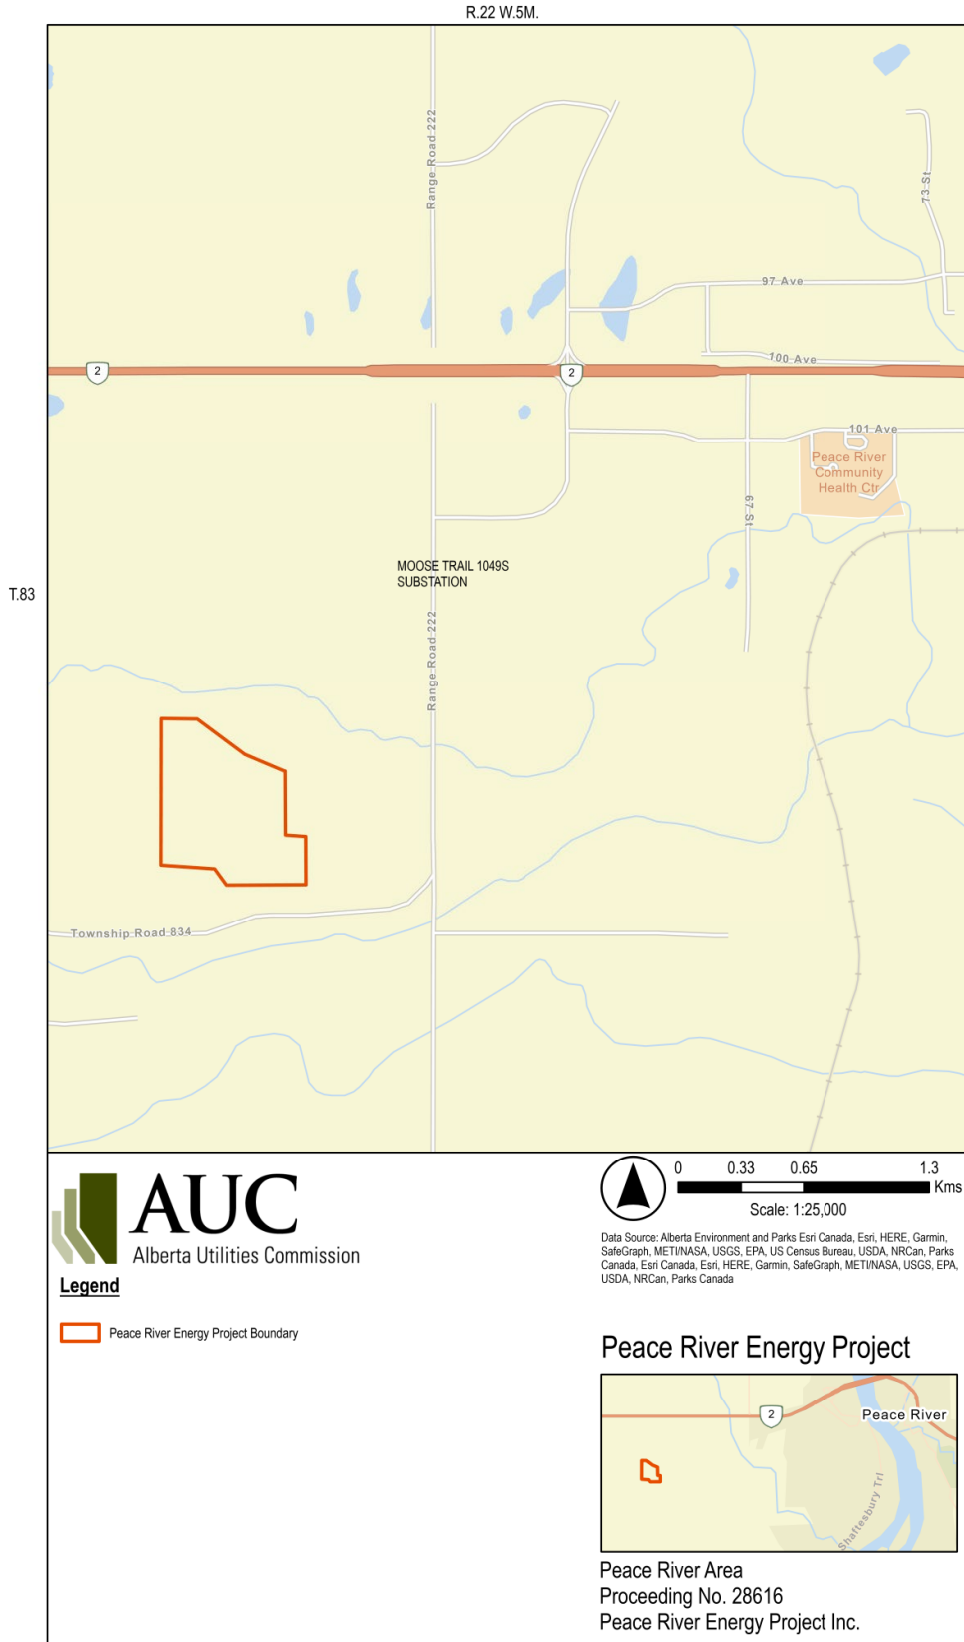 R.22 W.5M.
Range Road 222
73 St
97 Ave
2
2
100 Ave
101 Ave
Peace River
Community
Health Ctr
67 St
MOOSE TRAIL 1049S
SUBSTATION
T.83
Range Road 222
Township Road 834
AUC
Alberta Utilities Commission
Legend
Peace River Energy Project Boundary
0 0.33 0.65 1.3
Kms
Scale: 1:25,000
Data Source: Alberta Environment and Parks Esri Canada, Esri, HERE, Garmin,
SafeGraph, METI/NASA, USGS, EPA, US Census Bureau, USDA, NRCan, Parks
Canada, Esri Canada, Esri, HERE, Garmin, SafeGraph, METI/NASA, USGS, EPA,
USDA, NRCan, Parks Canada
Peace River Energy Project
2
Peace River
Shaftesbury Trl
Peace River Area
Proceeding No. 28616
Peace River Energy Project Inc.